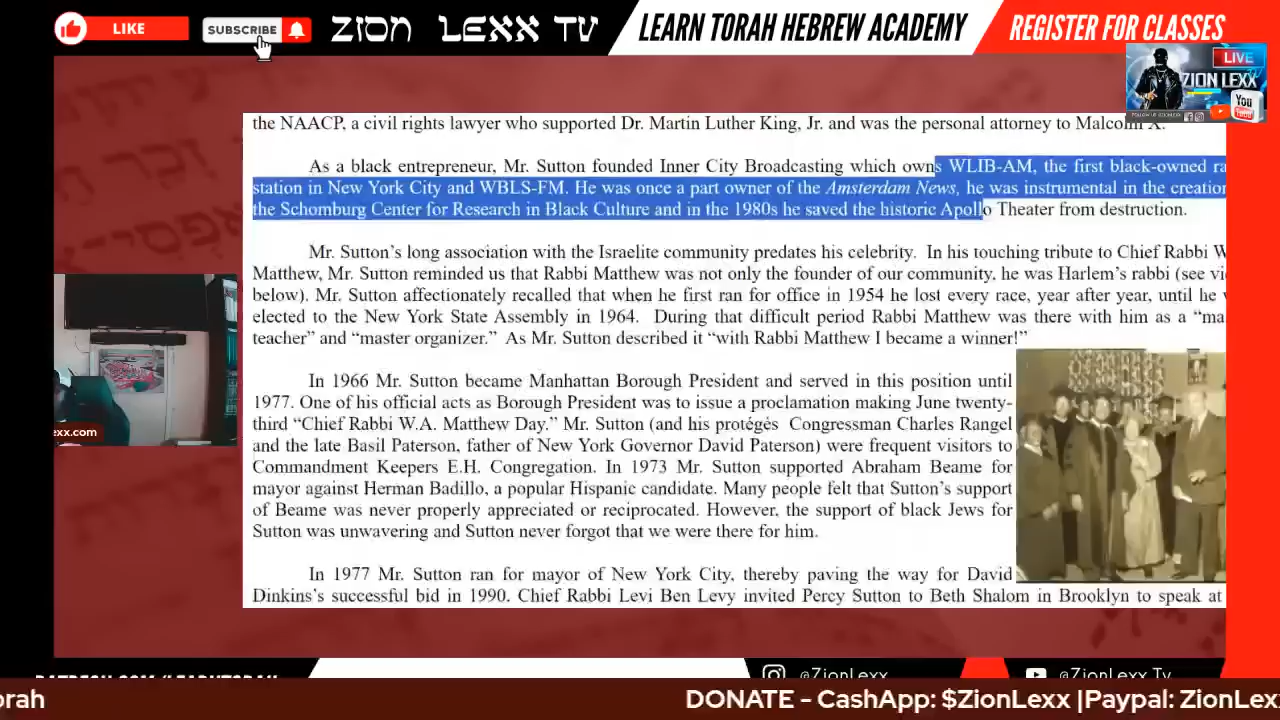 LIKE
SUBSCRIBE
ZION LEXX TV
LEARN TORAH HEBREW ACADEMY
REGISTER FOR CLASSES
LIVE
ZION LEXX
You
the NAACP, a civil rights lawyer who supported Dr. Martin Luther King, Jr. and was the personal attorney to Malcolm X.
As a black entrepreneur, Mr. Sutton founded Inner City Broadcasting which owns WLIB-AM, the first black-owned ra
station in New York City and WBLS-FM. He was once a part owner of the Amsterdam News, he was instrumental in the creation
the Schomburg Center for Research in Black Culture and in the 1980s he saved the historic Apollo Theater from destruction.
Mr. Sutton’s long association with the Israelite community predates his celebrity. In his touching tribute to Chief Rabbi W
Matthew, Mr. Sutton reminded us that Rabbi Matthew was not only the founder of our community, he was Harlem’s rabbi (see vi
below). Mr. Sutton affectionately recalled that when he first ran for office in 1954 he lost every race, year after year, until he
elected to the New York State Assembly in 1964. During that difficult period Rabbi Matthew was there with him as a “ma
teacher” and “master organizer.” As Mr. Sutton described it “with Rabbi Matthew I became a winner!”
In 1966 Mr. Sutton became Manhattan Borough President and served in this position until
1977. One of his official acts as Borough President was to issue a proclamation making June twenty-
third “Chief Rabbi W.A. Matthew Day.” Mr. Sutton (and his protégés Congressman Charles Rangel
and the late Basil Paterson, father of New York Governor David Paterson) were frequent visitors to
Commandment Keepers E.H. Congregation. In 1973 Mr. Sutton supported Abraham Beame for
mayor against Herman Badillo, a popular Hispanic candidate. Many people felt that Sutton’s support
of Beame was never properly appreciated or reciprocated. However, the support of black Jews for
Sutton was unwavering and Sutton never forgot that we were there for him.
In 1977 Mr. Sutton ran for mayor of New York City, thereby paving the way for David
Dinkins’s successful bid in 1990. Chief Rabbi Levi Ben Levy invited Percy Sutton to Beth Shalom in Brooklyn to speak at
exx.com
@ZionLexx
@ZionLexx Tv
orah
DONATE - CashApp: $ZionLexx |Paypal: ZionLex